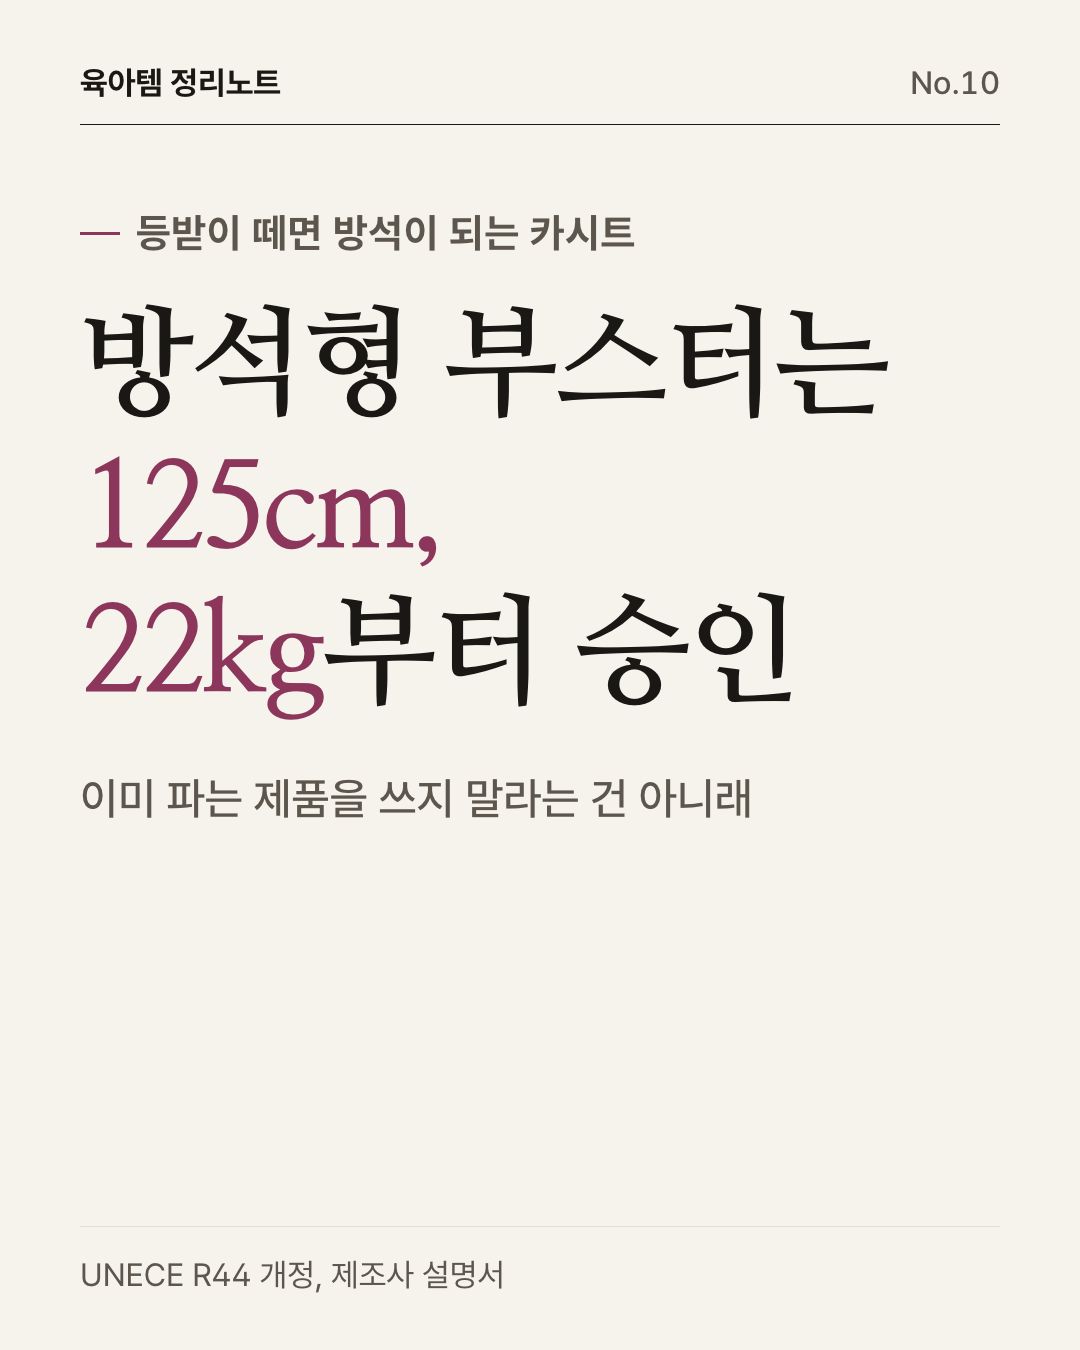 육아템 정리노트
No.10
등받이 떼면 방석이 되는 카시트
방석형 부스터는
125cm,
22kg부터 승인
이미 파는 제품을 쓰지 말라는 건 아니래
UNECE R44 개정, 제조사 설명서